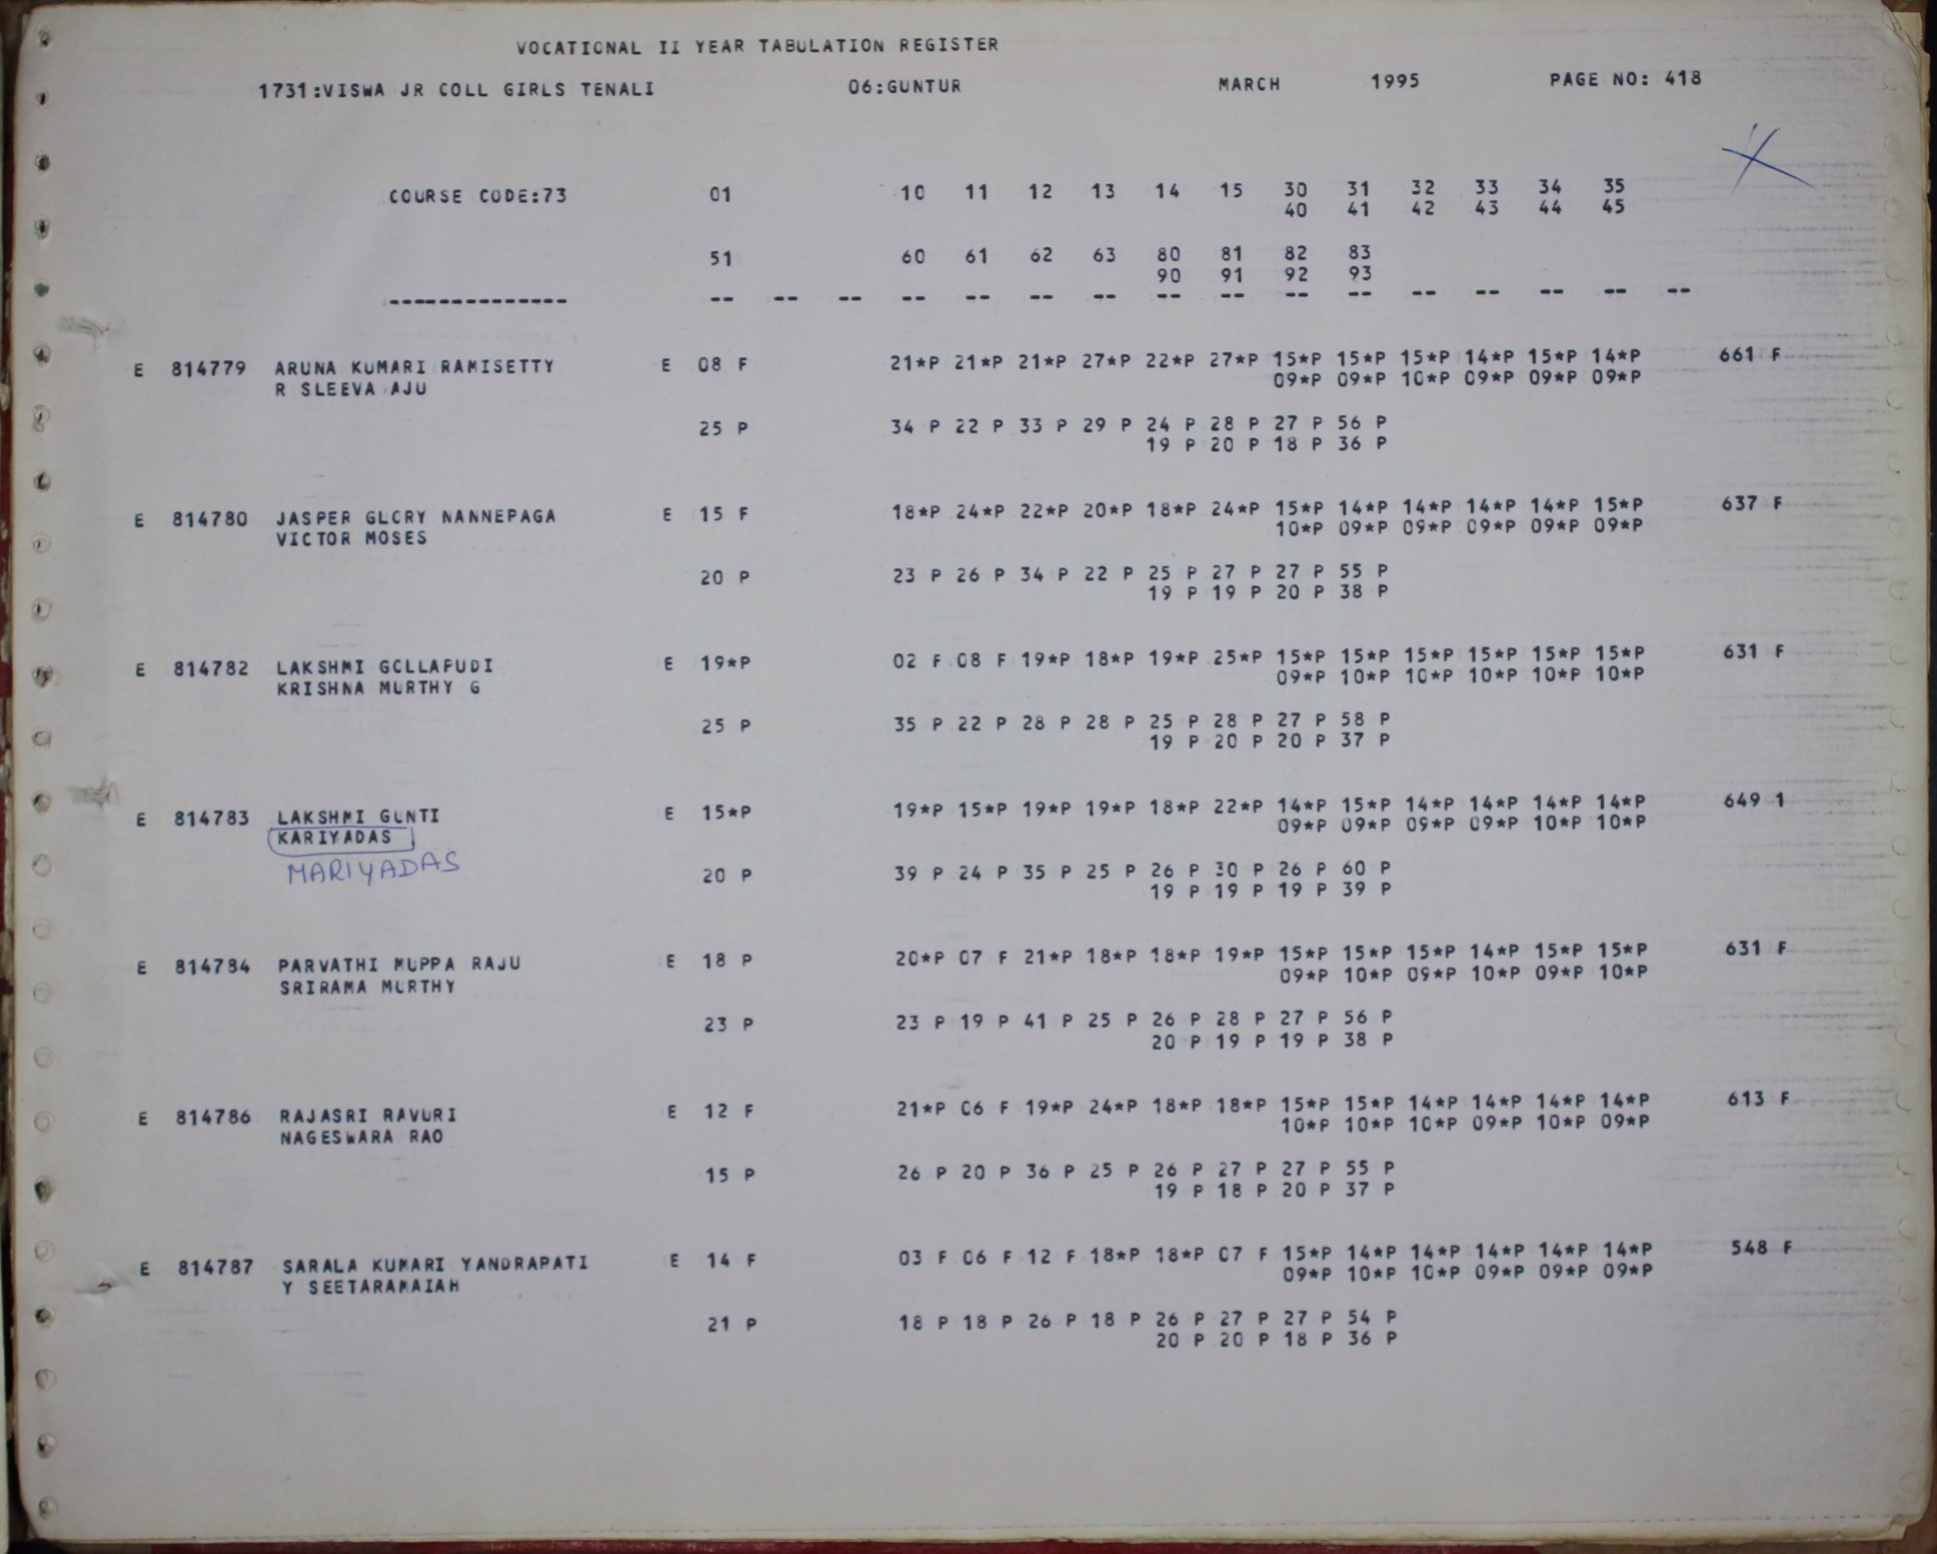 VOCATIONAL II YEAR TABULATION REGISTER
1731:VISWA JR COLL GIRLS TENALI 06:GUNTUR MARCH 1995 PAGE NO: 418
COURSE CODE:73 01 10 11 12 13 14 15 30 31 32 33 34 35
40 41 42 43 44 45
51 60 61 62 63 80 81 82 83
90 91 92 93
-------------- -- -- -- -- -- -- -- -- -- -- -- -- -- -- -- --
E 814779 ARUNA KUMARI RAMISETTY E 08 F 21*P 21*P 21*P 27*P 22*P 27*P 15*P 15*P 15*P 14*P 15*P 14*P 661 F
R SLEEVA AJU 09*P 09*P 10*P 09*P 09*P 09*P
25 P 34 P 22 P 33 P 29 P 24 P 28 P 27 P 56 P
19 P 20 P 18 P 36 P
E 814780 JASPER GLCRY NANNEPAGA E 15 F 18*P 24*P 22*P 20*P 18*P 24*P 15*P 14*P 14*P 14*P 14*P 15*P 637 F
VICTOR MOSES 10*P 09*P 09*P 09*P 09*P 09*P
20 P 23 P 26 P 34 P 22 P 25 P 27 P 27 P 55 P
19 P 19 P 20 P 38 P
E 814782 LAKSHMI GCLLAPUDI E 19*P 02 F 08 F 19*P 18*P 19*P 25*P 15*P 15*P 15*P 15*P 15*P 15*P 631 F
KRISHNA MURTHY G 09*P 10*P 10*P 10*P 10*P 10*P
25 P 35 P 22 P 28 P 28 P 25 P 28 P 27 P 58 P
19 P 20 P 20 P 37 P
E 814783 LAKSHMI GUNTI E 15*P 19*P 15*P 19*P 19*P 18*P 22*P 14*P 15*P 14*P 14*P 14*P 14*P 649 1
KARIYADAS 09*P 09*P 09*P 09*P 10*P 10*P
MARIYADAS
20 P 39 P 24 P 35 P 25 P 26 P 30 P 26 P 60 P
19 P 19 P 19 P 39 P
E 814784 PARVATHI MUPPA RAJU E 18 P 20*P 07 F 21*P 18*P 18*P 19*P 15*P 15*P 15*P 14*P 15*P 15*P 631 F
SRIRAMA MURTHY 09*P 10*P 09*P 10*P 09*P 10*P
23 P 23 P 19 P 41 P 25 P 26 P 28 P 27 P 56 P
20 P 19 P 19 P 38 P
E 814786 RAJASRI RAVURI E 12 F 21*P 06 F 19*P 24*P 18*P 18*P 15*P 15*P 14*P 14*P 14*P 14*P 613 F
NAGESWARA RAO 10*P 10*P 10*P 09*P 10*P 09*P
15 P 26 P 20 P 36 P 25 P 26 P 27 P 27 P 55 P
19 P 18 P 20 P 37 P
E 814787 SARALA KUMARI YANDRAPATI E 14 F 03 F 06 F 12 F 18*P 18*P 07 F 15*P 14*P 14*P 14*P 14*P 14*P 548 F
Y SEETARAMAIAH 09*P 10*P 10*P 09*P 09*P 09*P
21 P 18 P 18 P 26 P 18 P 26 P 27 P 27 P 54 P
20 P 20 P 18 P 36 P